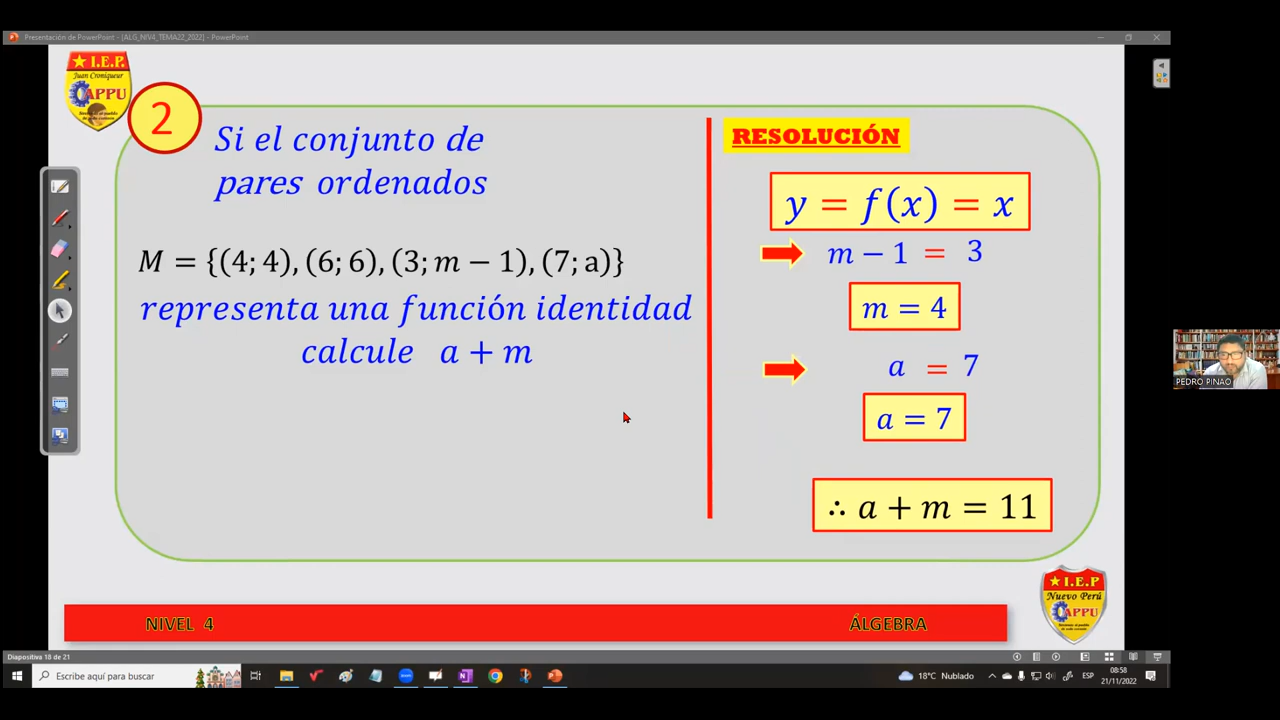 Presentación de PowerPoint - [ALG_NIV4_TEMA22_2022] - PowerPoint
I.E.P.
Juan Croniqueur
APPU
2
Si el conjunto de
pares ordenados
M = {(4; 4), (6; 6), (3; m − 1), (7; a)}
representa una función identidad
calcule a + m
RESOLUCIÓN
y = f(x) = x
m − 1 = 3
m = 4
a = 7
a = 7
∴ a + m = 11
PEDRO PINAO
I.E.P
Nuevo Perú
APPU
NIVEL 4
ÁLGEBRA
Diapositiva 18 de 21
Escribe aquí para buscar
18°C Nublado
ESP
08:58
21/11/2022